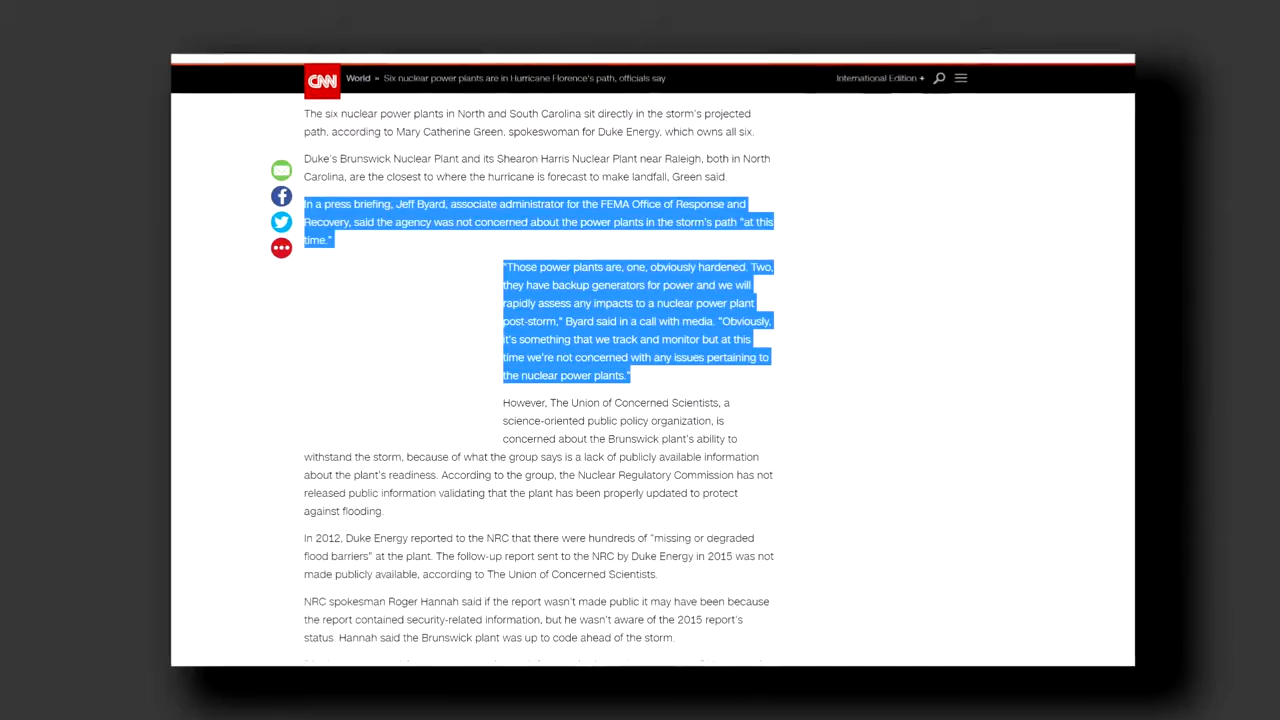 CNN World » Six nuclear power plants are in Hurricane Florence's path, officials say International Edition +
The six nuclear power plants in North and South Carolina sit directly in the storm's projected
path, according to Mary Catherine Green, spokeswoman for Duke Energy, which owns all six.
Duke's Brunswick Nuclear Plant and its Shearon Harris Nuclear Plant near Raleigh, both in North
Carolina, are the closest to where the hurricane is forecast to make landfall, Green said.
In a press briefing, Jeff Byard, associate administrator for the FEMA Office of Response and
Recovery, said the agency was not concerned about the power plants in the storm's path "at this
time."
"Those power plants are, one, obviously hardened. Two,
they have backup generators for power and we will
rapidly assess any impacts to a nuclear power plant
post-storm," Byard said in a call with media. "Obviously,
it's something that we track and monitor but at this
time we're not concerned with any issues pertaining to
the nuclear power plants."
However, The Union of Concerned Scientists, a
science-oriented public policy organization, is
concerned about the Brunswick plant's ability to
withstand the storm, because of what the group says is a lack of publicly available information
about the plant's readiness. According to the group, the Nuclear Regulatory Commission has not
released public information validating that the plant has been properly updated to protect
against flooding.
In 2012, Duke Energy reported to the NRC that there were hundreds of "missing or degraded
flood barriers" at the plant. The follow-up report sent to the NRC by Duke Energy in 2015 was not
made publicly available, according to The Union of Concerned Scientists.
NRC spokesman Roger Hannah said if the report wasn't made public it may have been because
the report contained security-related information, but he wasn't aware of the 2015 report's
status. Hannah said the Brunswick plant was up to code ahead of the storm.